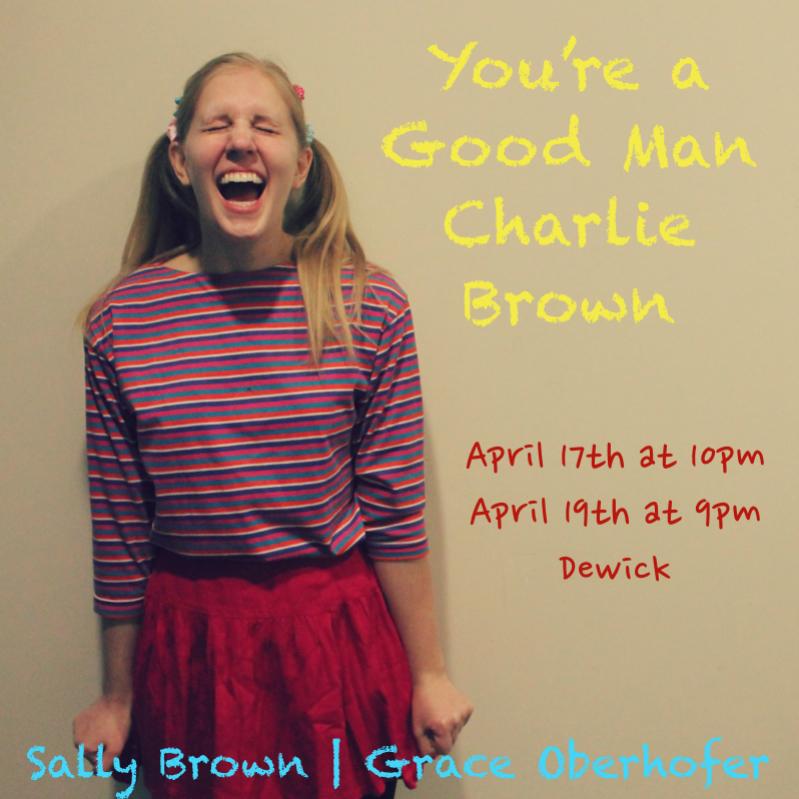 You're a
Good Man
Charlie
Brown
April 17th at 10pm
April 19th at 9pm
Dewick
Sally Brown | Grace Oberhofer